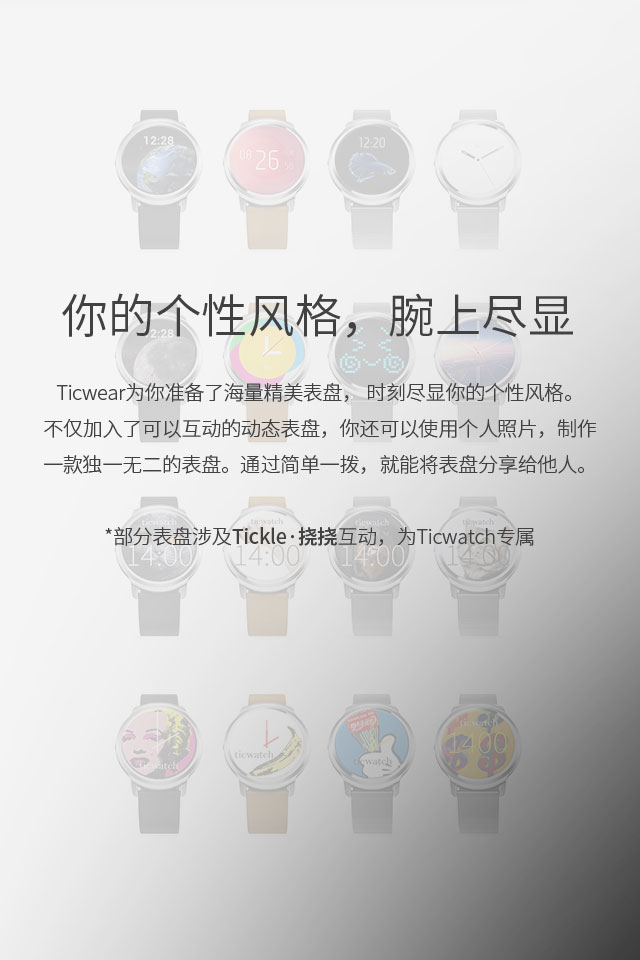 12:28
08 26 58
12:20
你的个性风格，腕上尽显
12:28
Ticwear为你准备了海量精美表盘， 时刻尽显你的个性风格。
不仅加入了可以互动的动态表盘，你还可以使用个人照片，制作
一款独一无二的表盘。通过简单一拨，就能将表盘分享给他人。
*部分表盘涉及Tickle·挠挠互动，为Ticwatch专属
ticwatch ticwatch ticwatch ticwatch
14:00 14:00 14:00 14:00
ticwatch
14:00
ticwatch
ticwatch
ticwatch